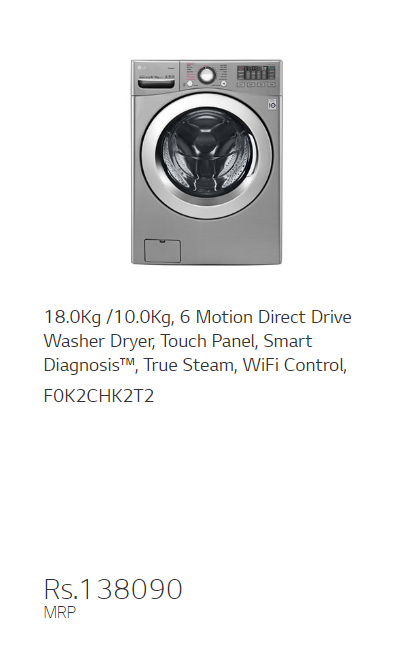 18.0Kg /10.0Kg, 6 Motion Direct Drive
Washer Dryer, Touch Panel, Smart
Diagnosis™, True Steam, WiFi Control,
F0K2CHK2T2
Rs.138090
MRP